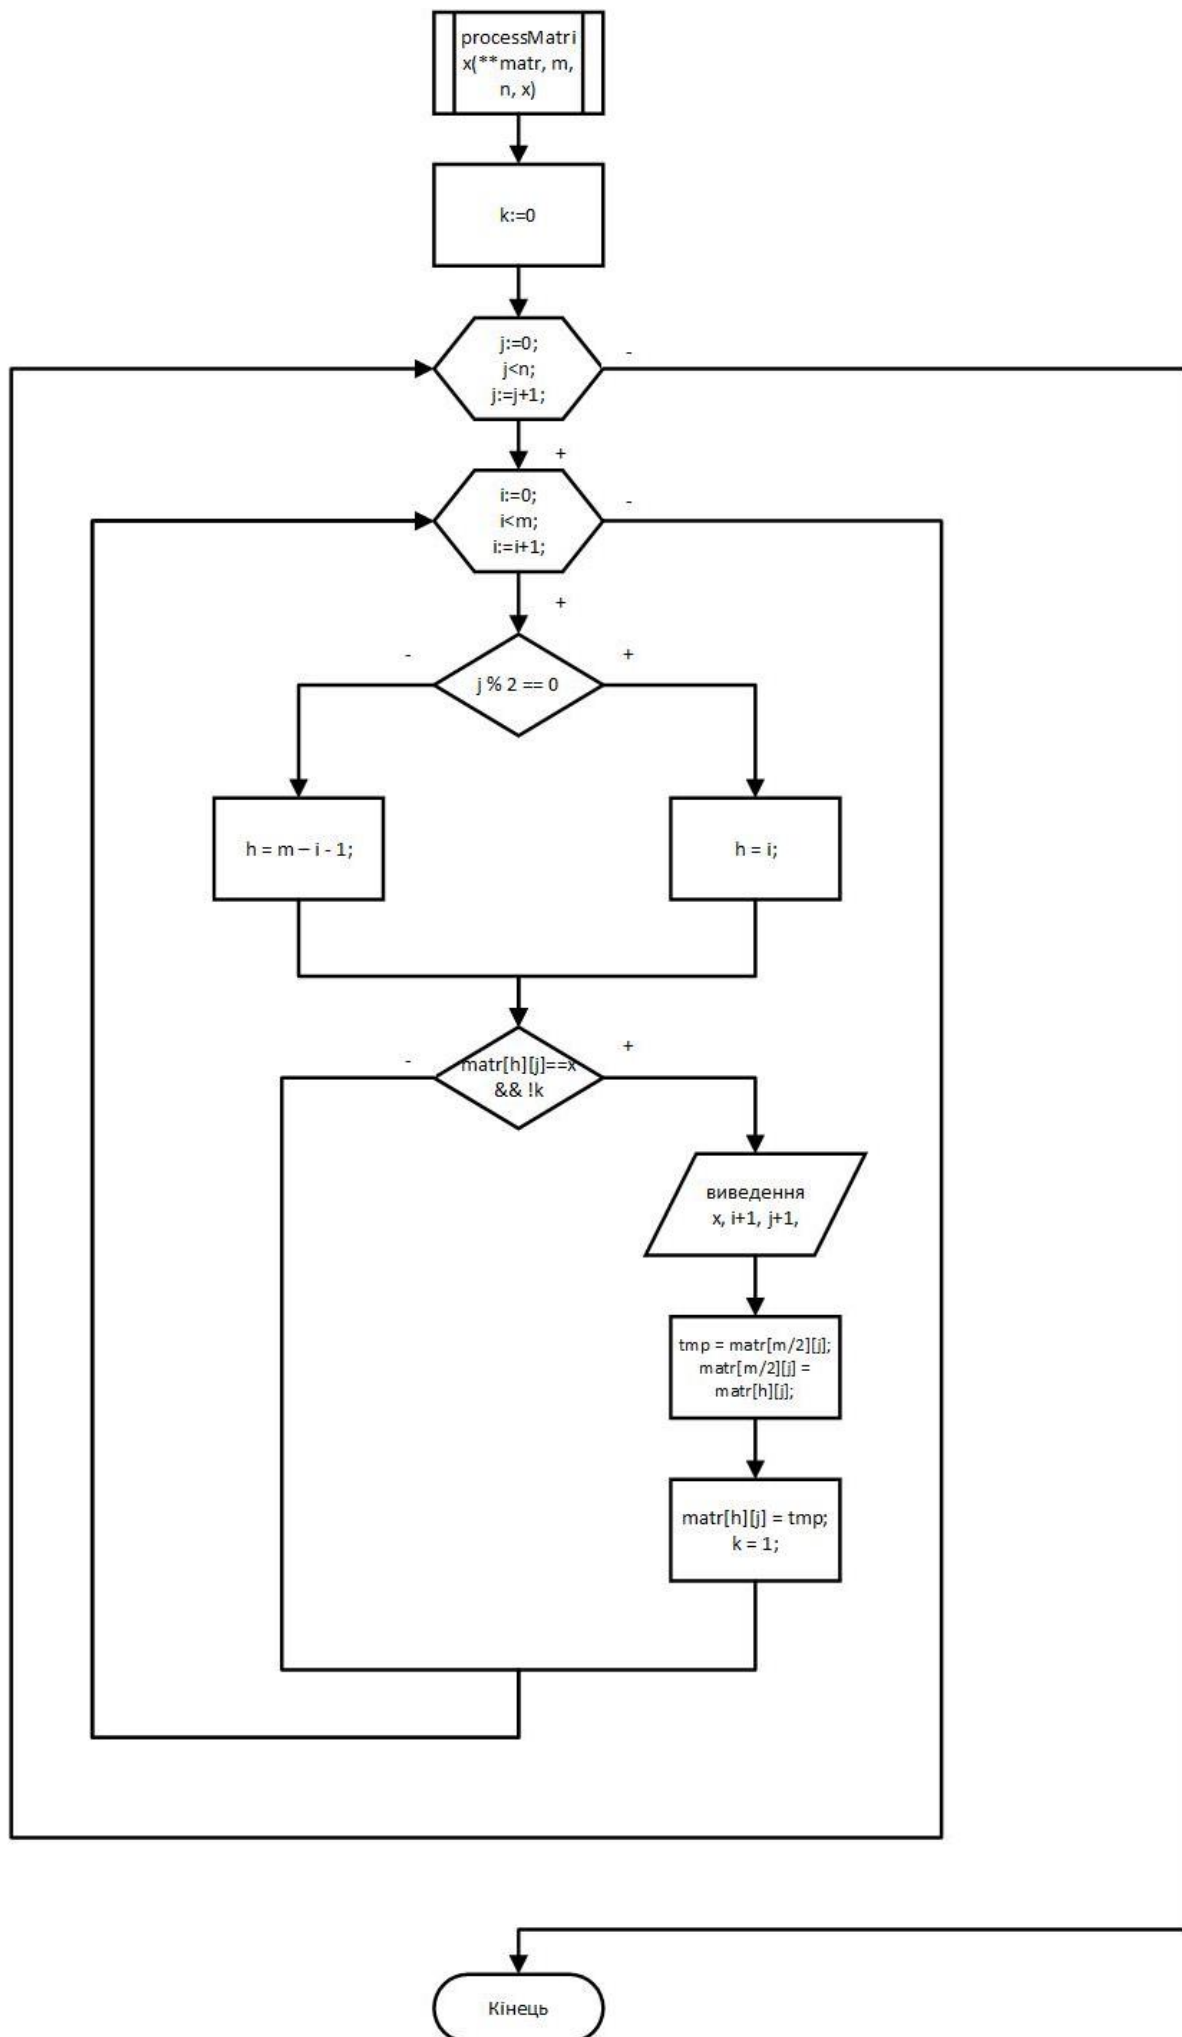 processMatri
x(**matr, m,
n, x)
k:=0
j:=0;
j<n;
j:=j+1;
-
+
i:=0;
i<m;
i:=i+1;
-
+
-
j % 2 == 0
+
h = m – i - 1;
h = i;
-
matr[h][j]==x
&& !k
+
виведення
x, i+1, j+1,
tmp = matr[m/2][j];
matr[m/2][j] =
matr[h][j];
matr[h][j] = tmp;
k = 1;
Кінець